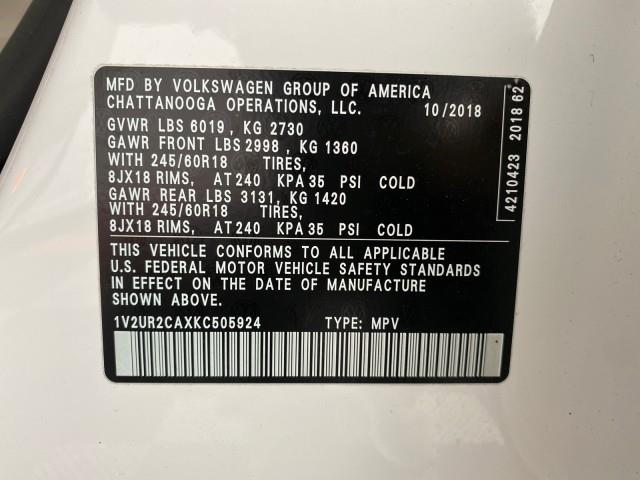 MFD BY VOLKSWAGEN GROUP OF AMERICA
CHATTANOOGA OPERATIONS, LLC. 10/2018
GVWR LBS 6019 , KG 2730
GAWR FRONT LBS 2998 , KG 1360
WITH 245/60R18 TIRES,
8JX18 RIMS, AT 240 KPA 35 PSI COLD
GAWR REAR LBS 3131, KG 1420
WITH 245/60R18 TIRES,
8JX18 RIMS, AT 240 KPA 35 PSI COLD
THIS VEHICLE CONFORMS TO ALL APPLICABLE
U.S. FEDERAL MOTOR VEHICLE SAFETY STANDARDS
IN EFFECT ON THE DATE OF MANUFACTURE
SHOWN ABOVE.
1V2UR2CAXKC505924 TYPE: MPV
4210423 2018 62